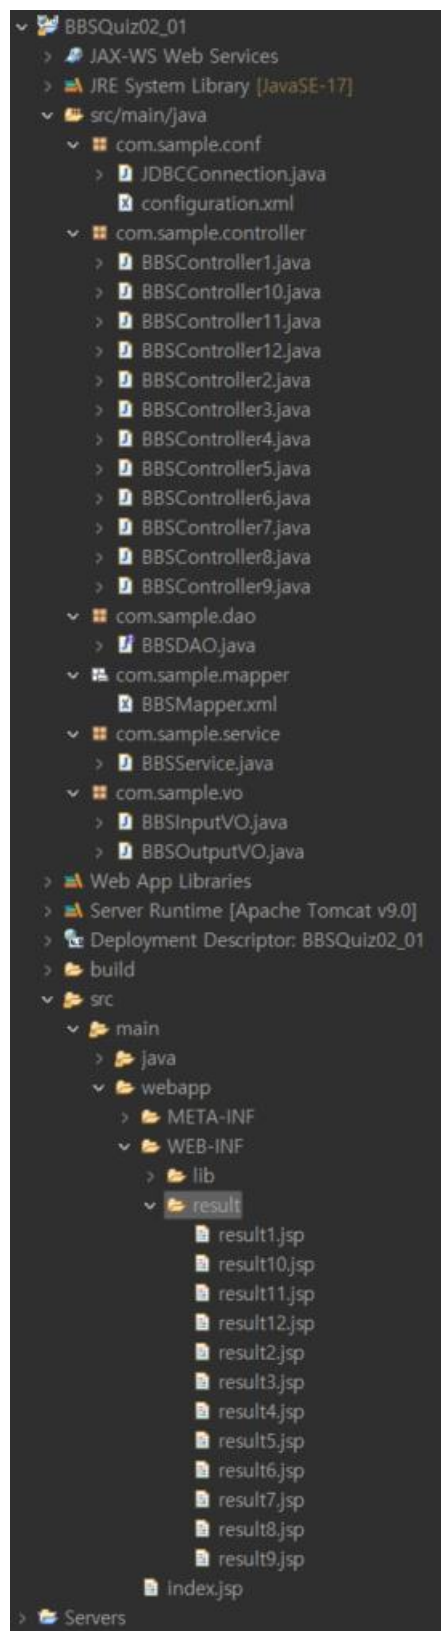 BBSQuiz02_01
JAX-WS Web Services
JRE System Library [JavaSE-17]
src/main/java
com.sample.conf
JDBCConnection.java
configuration.xml
com.sample.controller
BBSController1.java
BBSController10.java
BBSController11.java
BBSController12.java
BBSController2.java
BBSController3.java
BBSController4.java
BBSController5.java
BBSController6.java
BBSController7.java
BBSController8.java
BBSController9.java
com.sample.dao
BBSDAO.java
com.sample.mapper
BBSMapper.xml
com.sample.service
BBSService.java
com.sample.vo
BBSInputVO.java
BBSOutputVO.java
Web App Libraries
Server Runtime [Apache Tomcat v9.0]
Deployment Descriptor: BBSQuiz02_01
build
src
main
java
webapp
META-INF
WEB-INF
lib
result
result1.jsp
result10.jsp
result11.jsp
result12.jsp
result2.jsp
result3.jsp
result4.jsp
result5.jsp
result6.jsp
result7.jsp
result8.jsp
result9.jsp
index.jsp
Servers